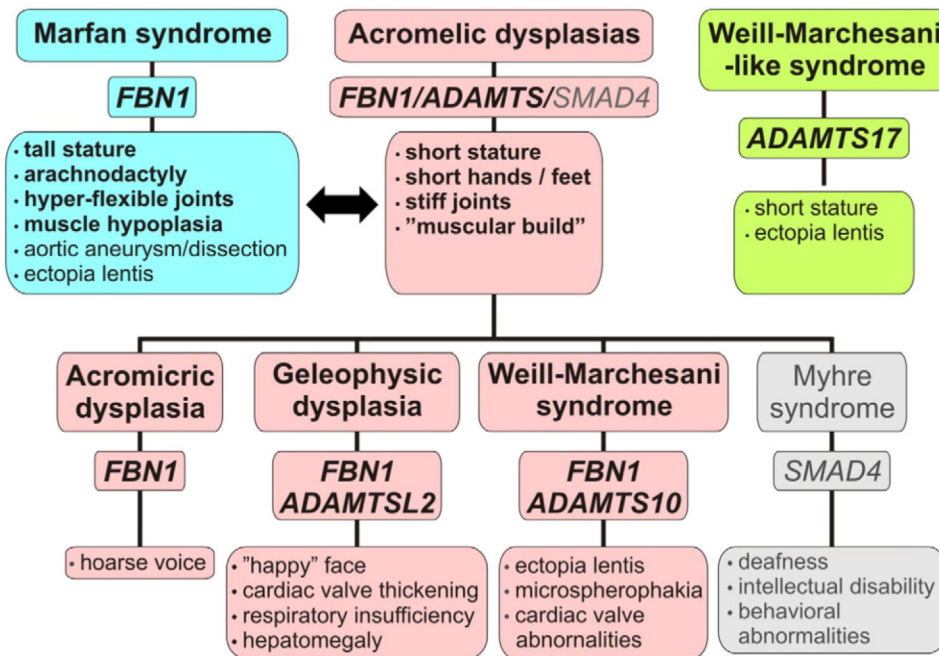 Marfan syndrome
FBN1
· tall stature
· arachnodactyly
· hyper-flexible joints
· muscle hypoplasia
· aortic aneurysm/dissection
· ectopia lentis
Acromelic dysplasias
FBN1/ADAMTS/SMAD4
· short stature
· short hands / feet
· stiff joints
· ”muscular build”
Weill-Marchesani
-like syndrome
ADAMTS17
· short stature
· ectopia lentis
Acromicric
dysplasia
FBN1
• hoarse voice
Geleophysic
dysplasia
FBN1
ADAMTSL2
• ”happy” face
• cardiac valve thickening
• respiratory insufficiency
• hepatomegaly
Weill-Marchesani
syndrome
FBN1
ADAMTS10
• ectopia lentis
• microspherophakia
• cardiac valve
abnornalities
Myhre
syndrome
SMAD4
• deafness
• intellectual disability
• behavioral
abnormalities